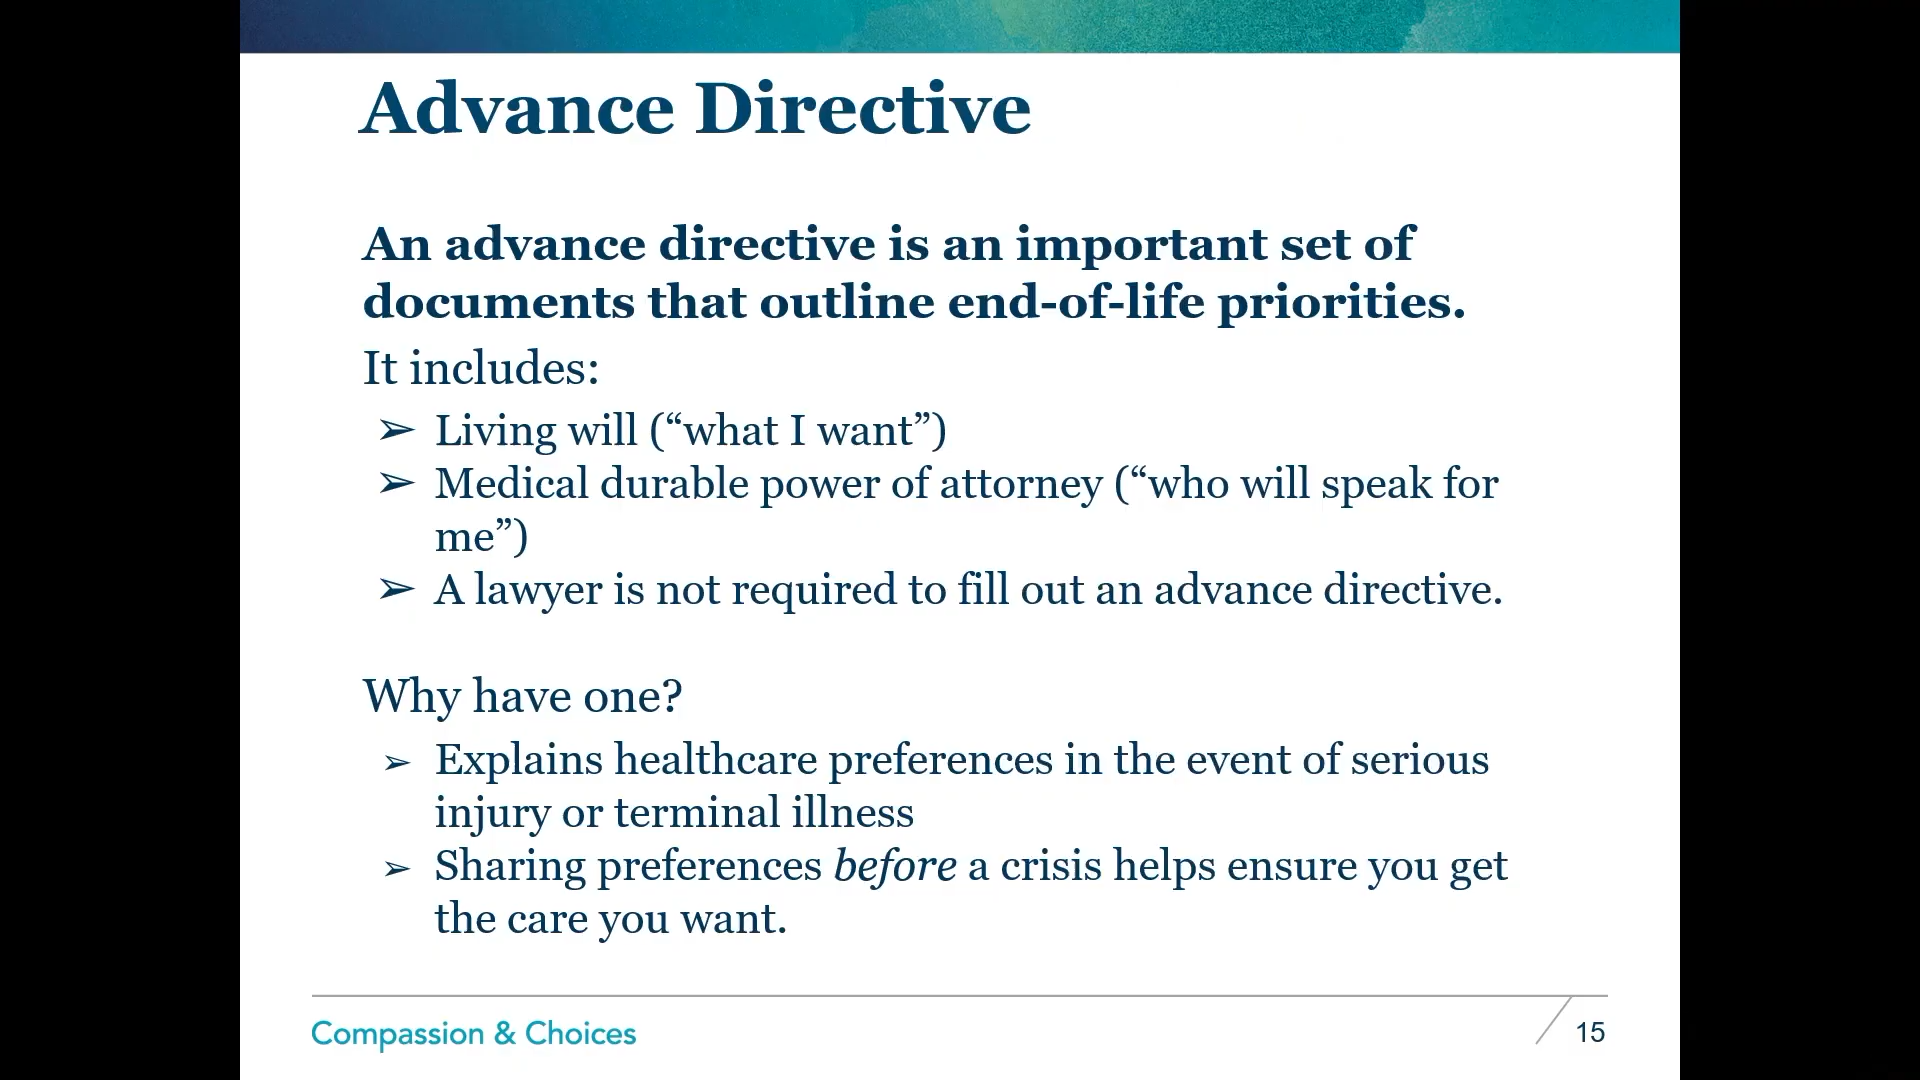 Advance Directive
An advance directive is an important set of
documents that outline end-of-life priorities.
It includes:
➢ Living will (“what I want”)
➢ Medical durable power of attorney (“who will speak for
me”)
➢ A lawyer is not required to fill out an advance directive.
Why have one?
➢ Explains healthcare preferences in the event of serious
injury or terminal illness
➢ Sharing preferences before a crisis helps ensure you get
the care you want.
Compassion & Choices
15